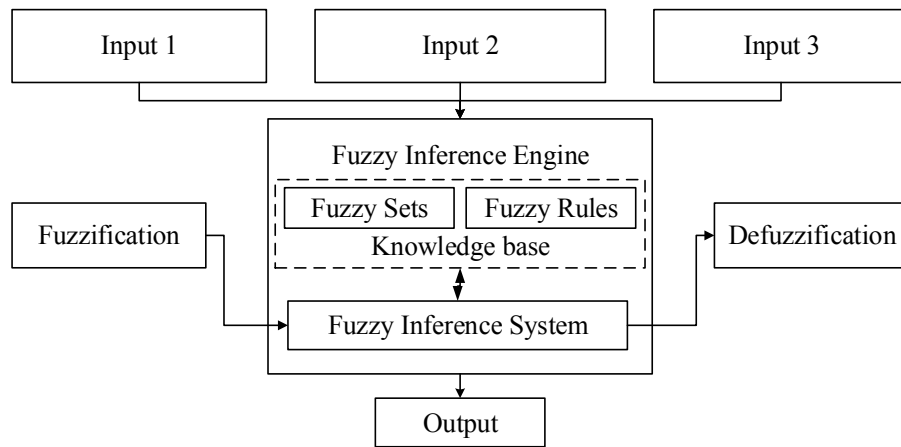 Input 1
Input 2
Input 3
Fuzzy Inference Engine
Fuzzy Sets
Fuzzy Rules
Knowledge base
Fuzzification
Defuzzification
Fuzzy Inference System
Output